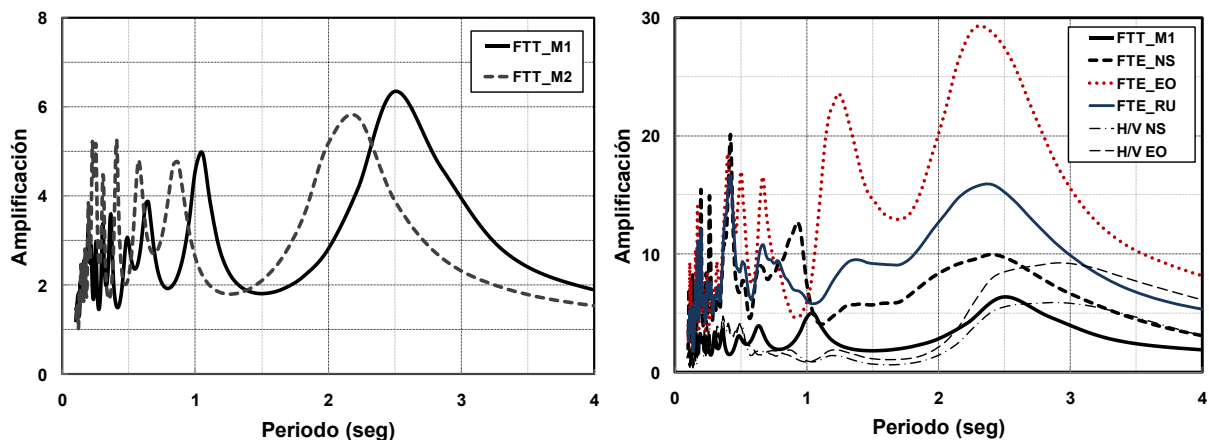 8
6
4
2
0
Amplificación
FTT_M1
FTT_M2
0
1
2
3
4
Periodo (seg)
30
20
10
0
Amplificación
FTT_M1
FTE_NS
FTE_EO
FTE_RU
H/V NS
H/V EO
0
1
2
3
4
Periodo (seg)